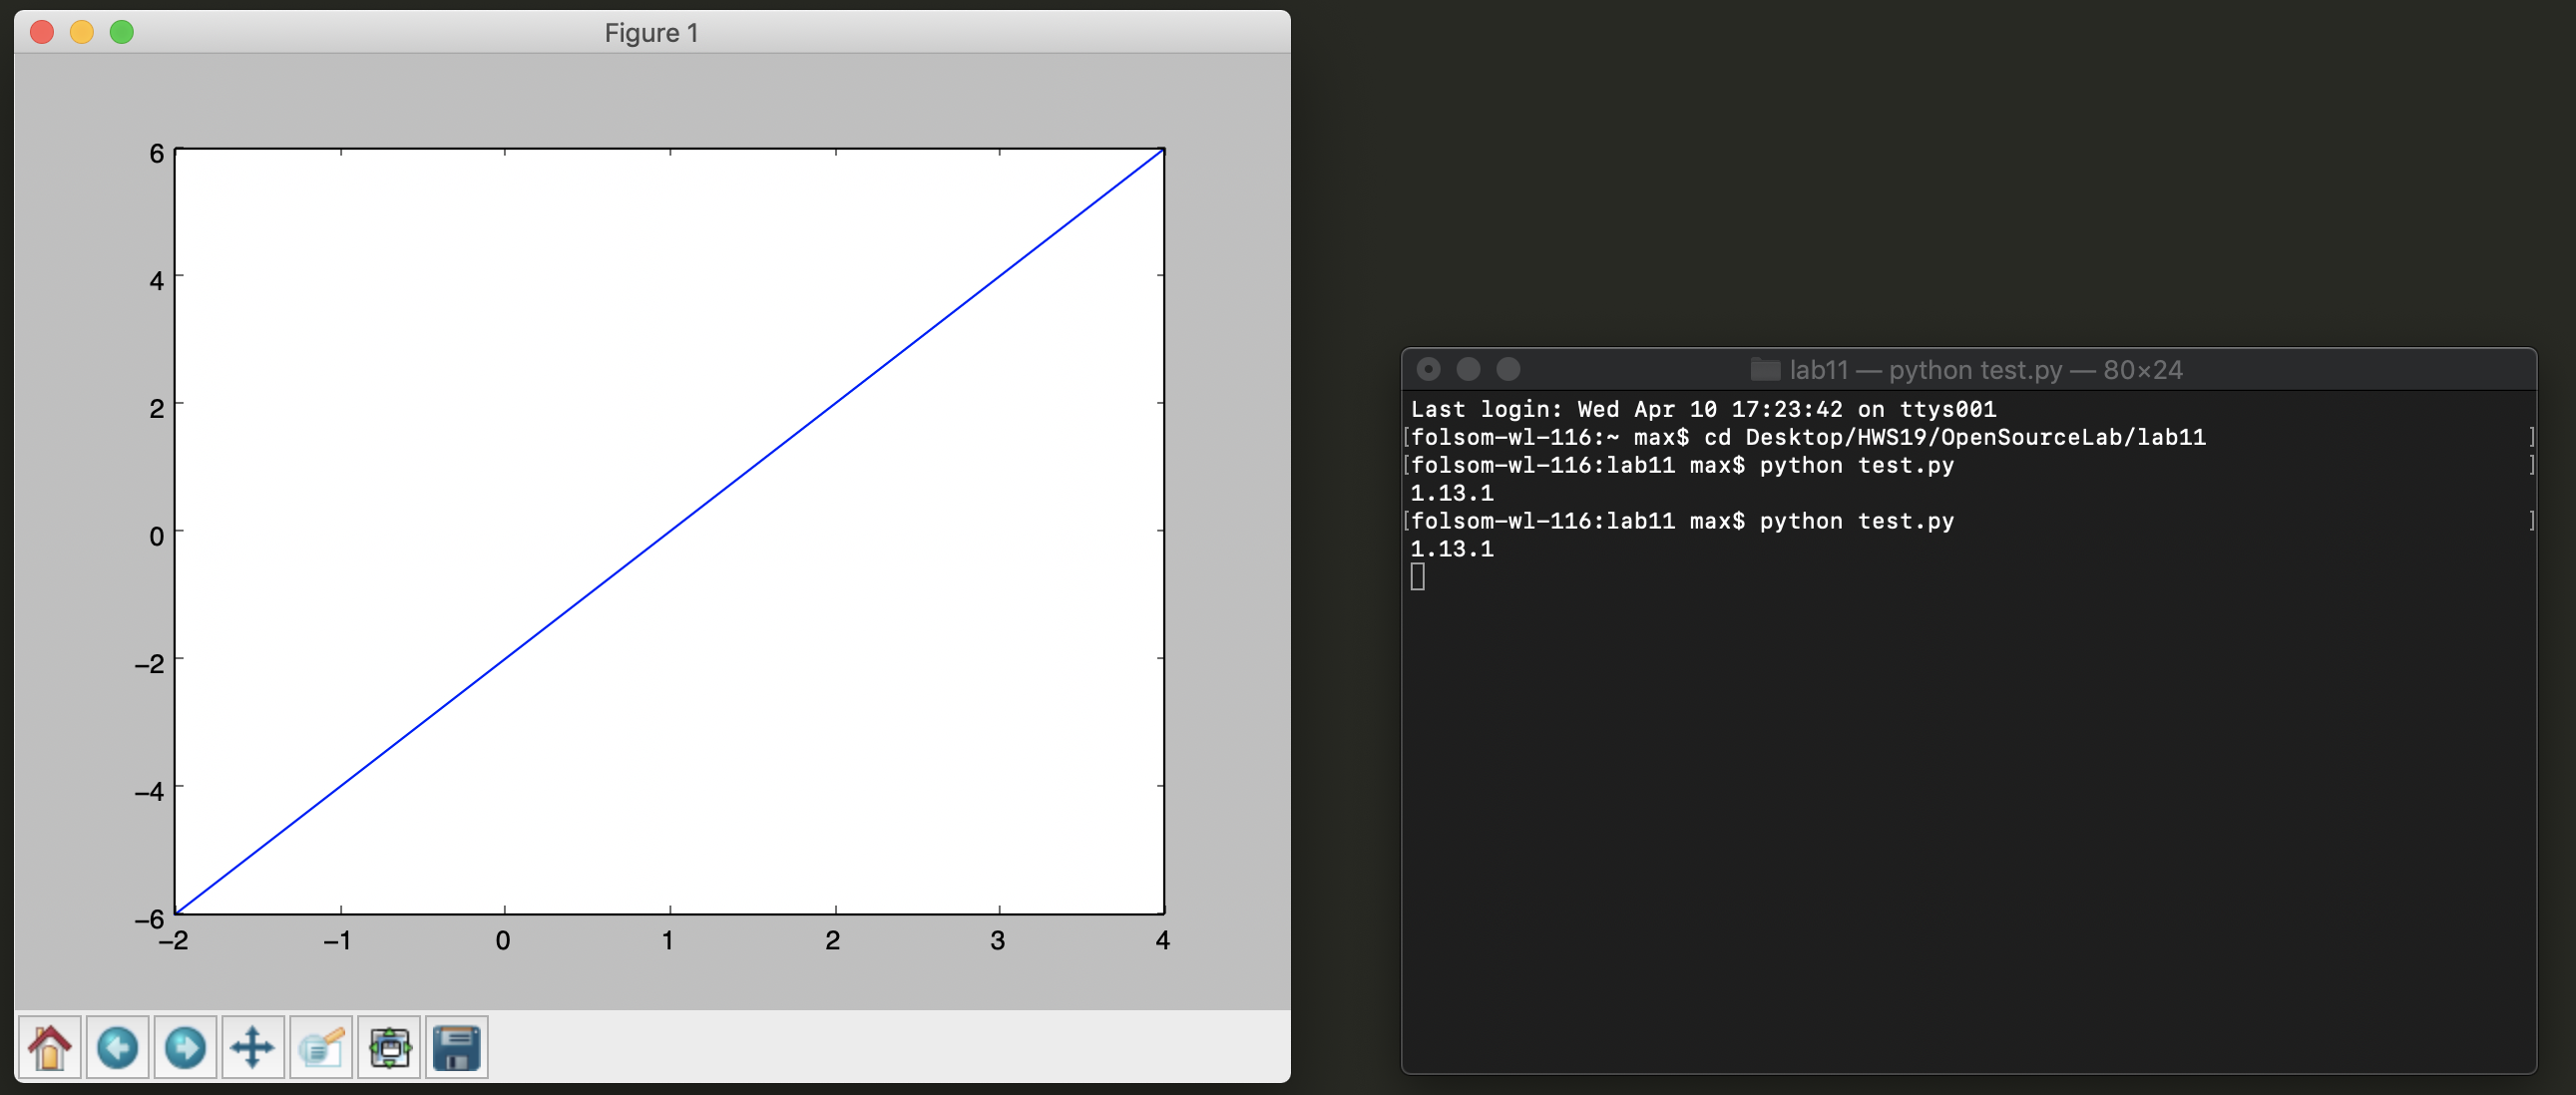 Figure 1
6
4
2
0
−2
−4
−6
−2 −1 0 1 2 3 4
lab11 — python test.py — 80×24
Last login: Wed Apr 10 17:23:42 on ttys001
[folsom-wl-116:~ max$ cd Desktop/HWS19/OpenSourceLab/lab11 ]
[folsom-wl-116:lab11 max$ python test.py ]
1.13.1
[folsom-wl-116:lab11 max$ python test.py ]
1.13.1